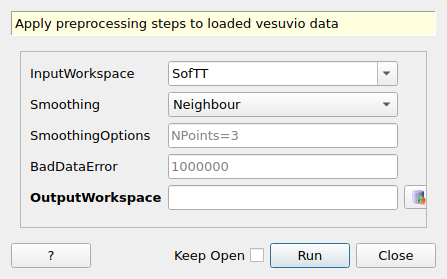 Apply preprocessing steps to loaded vesuvio data
InputWorkspace SofTT
Smoothing Neighbour
SmoothingOptions NPoints=3
BadDataError 1000000
OutputWorkspace
? Keep Open Run Close